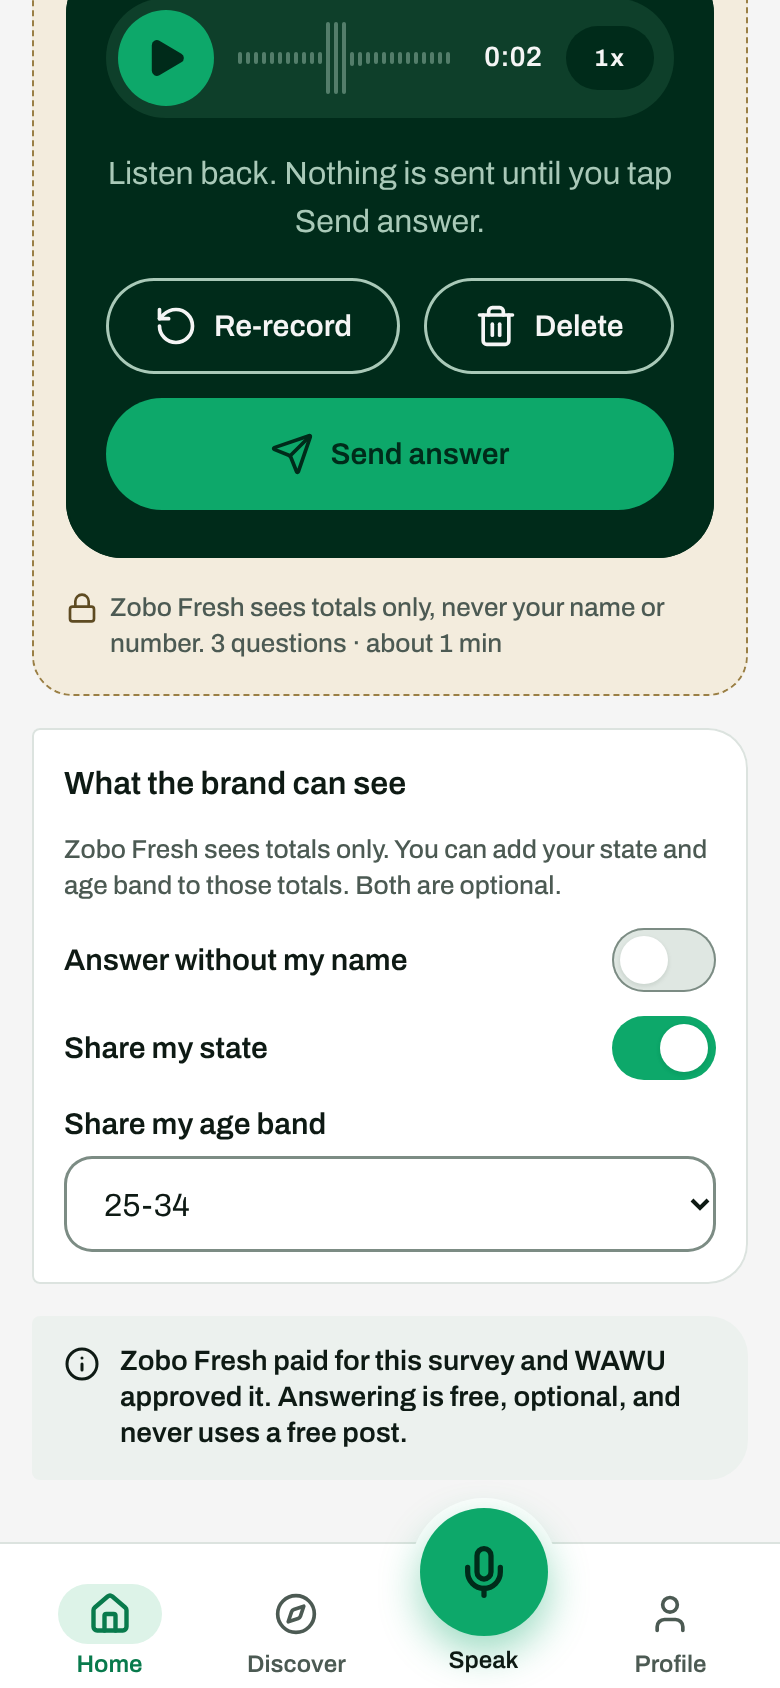 0:02
1x
Listen back. Nothing is sent until you tap
Send answer.
Re-record
Delete
Send answer
Zobo Fresh sees totals only, never your name or
number. 3 questions · about 1 min
What the brand can see
Zobo Fresh sees totals only. You can add your state and
age band to those totals. Both are optional.
Answer without my name
Share my state
Share my age band
25-34
Zobo Fresh paid for this survey and WAWU
approved it. Answering is free, optional, and
never uses a free post.
Home
Discover
Speak
Profile